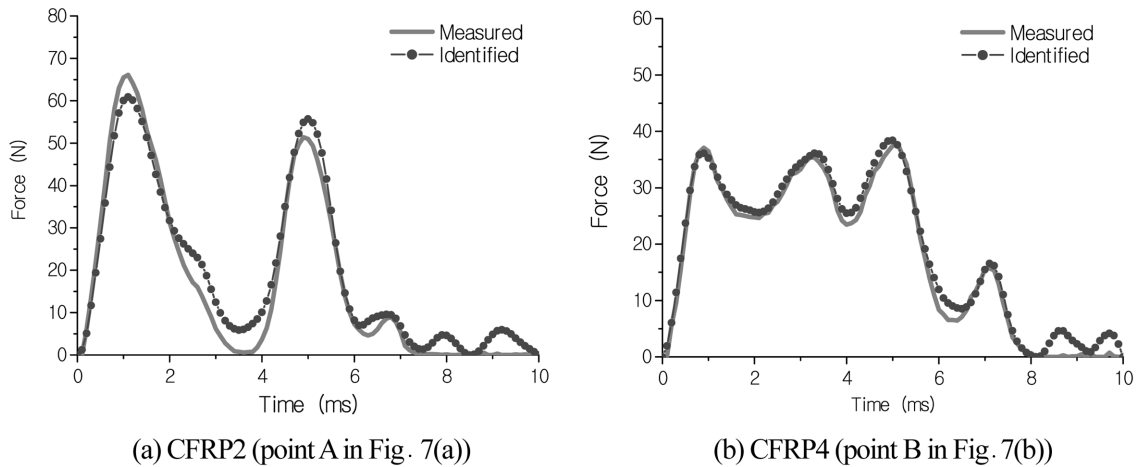 80
70
60
50
40
30
20
10
0
Force (N)
Measured
Identified
0 2 4 6 8 10
Time (ms)
(a) CFRP2 (point A in Fig. 7(a))
60
50
40
30
20
10
0
Force (N)
Measured
Identified
0 2 4 6 8 10
Time (ms)
(b) CFRP4 (point B in Fig. 7(b))